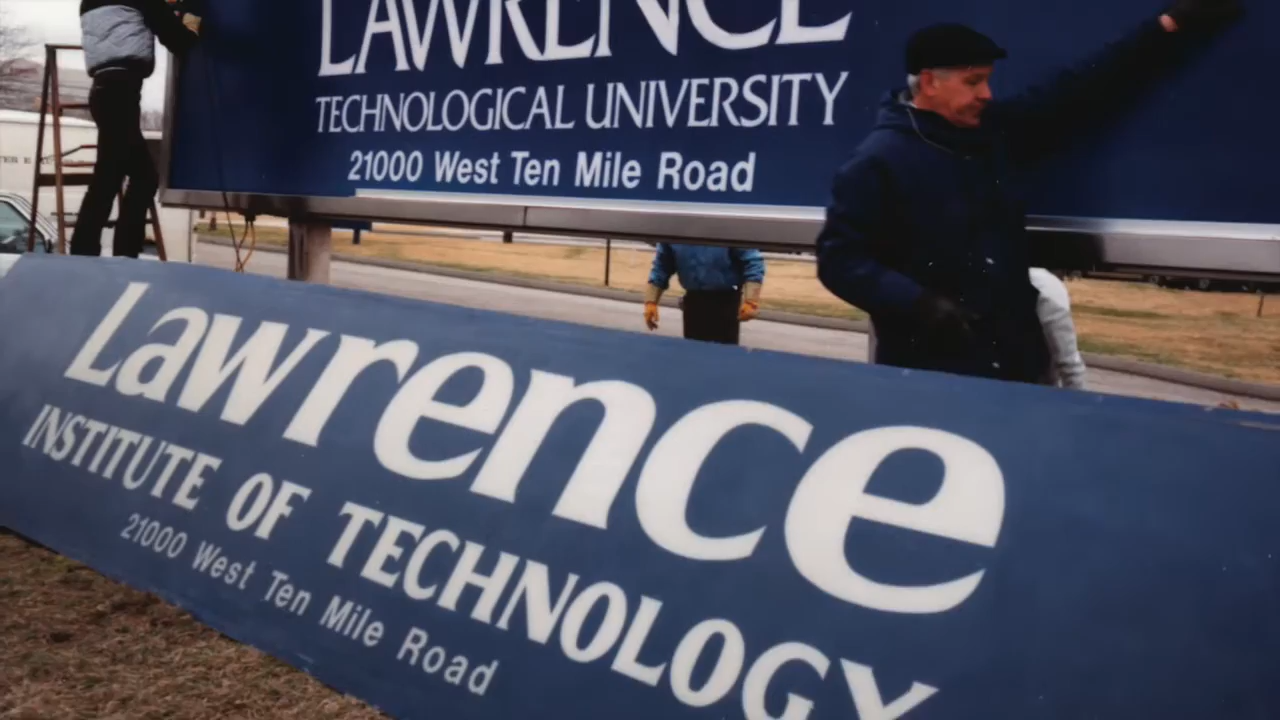 LAWRENCE
TECHNOLOGICAL UNIVERSITY
21000 West Ten Mile Road
Lawrence
INSTITUTE OF TECHNOLOGY
21000 West Ten Mile Road